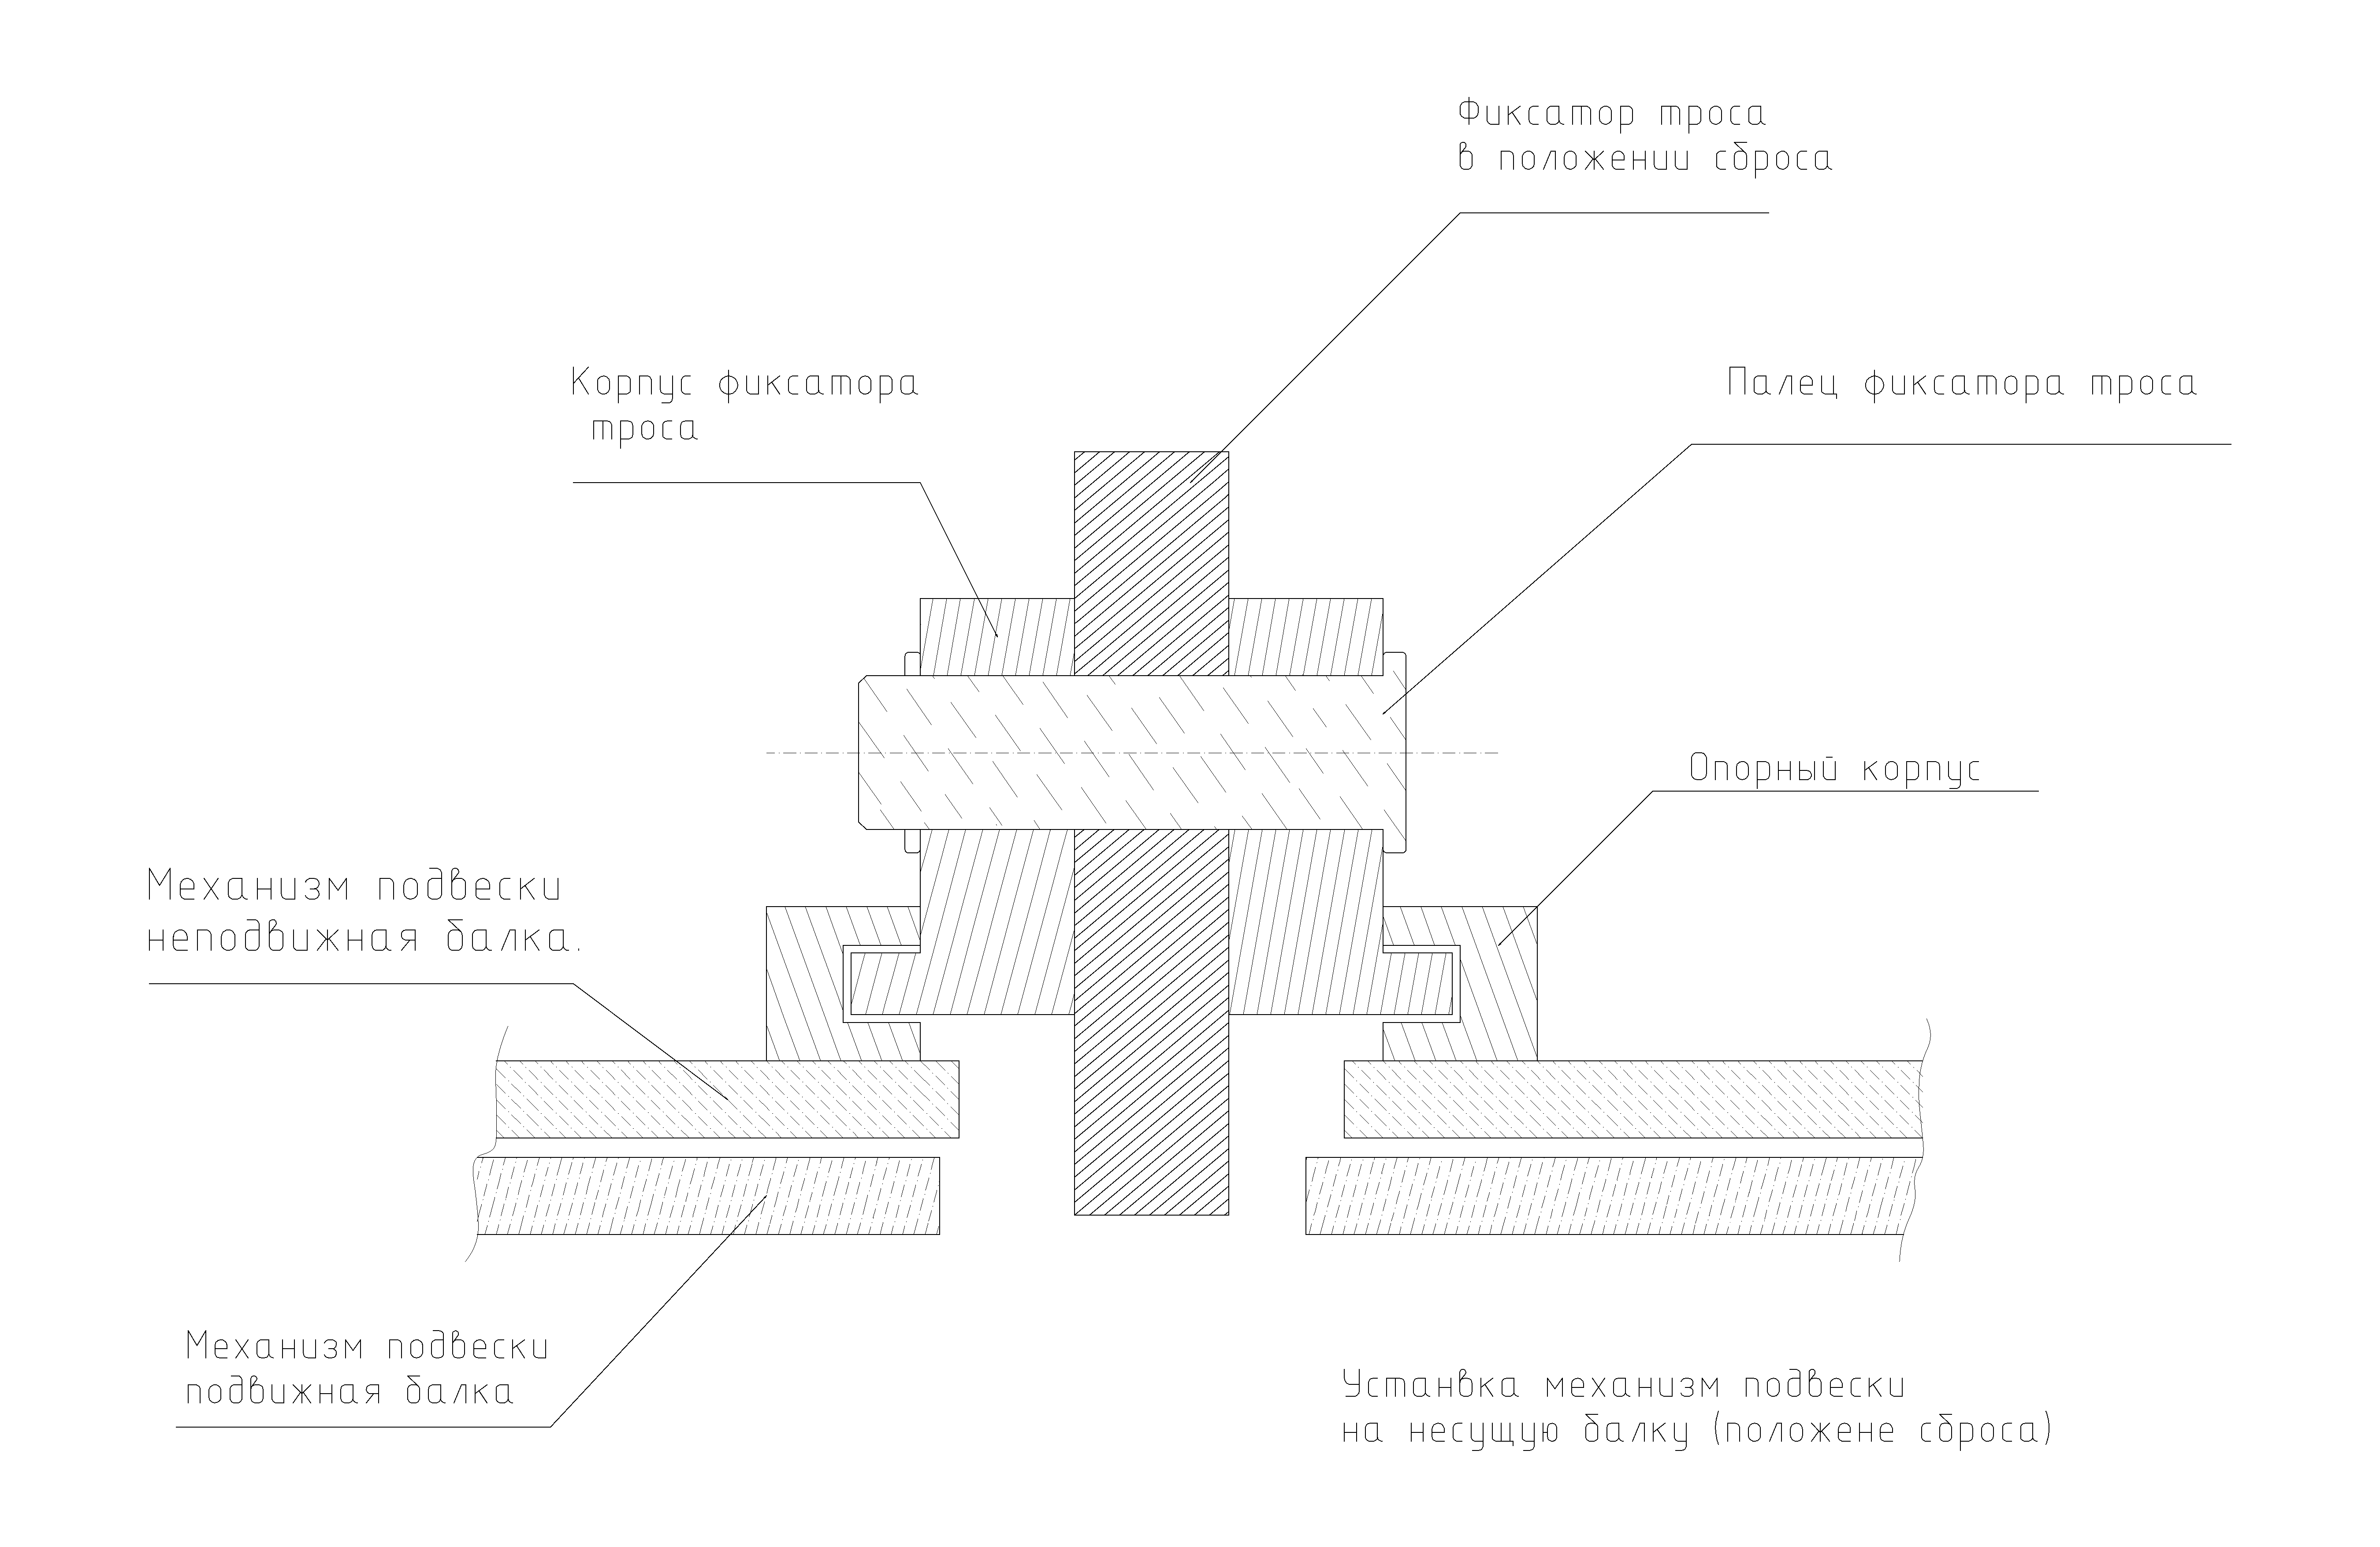 Фиксатор троса
в положении сброса
Корпус фиксатора
троса
Палец фиксатора троса
Опорный корпус
Механизм подвески
неподвижная балка.
Механизм подвески
подвижная балка
Устанвка механизм подвески
на несущую балку (положене сброса)